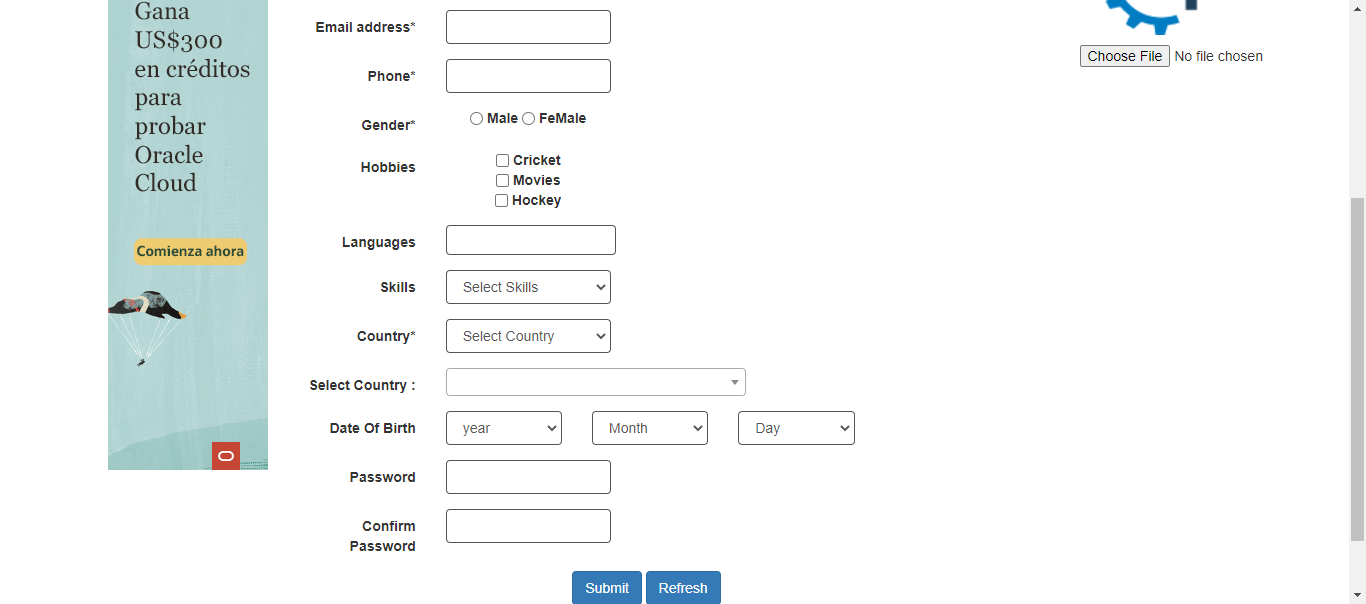 Gana
US$300
en créditos
para
probar
Oracle
Cloud
Comienza ahora
Email address*
Phone*
Gender*
Male FeMale
Hobbies
Cricket
Movies
Hockey
Languages
Skills
Select Skills
Country*
Select Country
Select Country :
Date Of Birth
year Month Day
Password
Confirm
Password
Submit Refresh
Choose File No file chosen